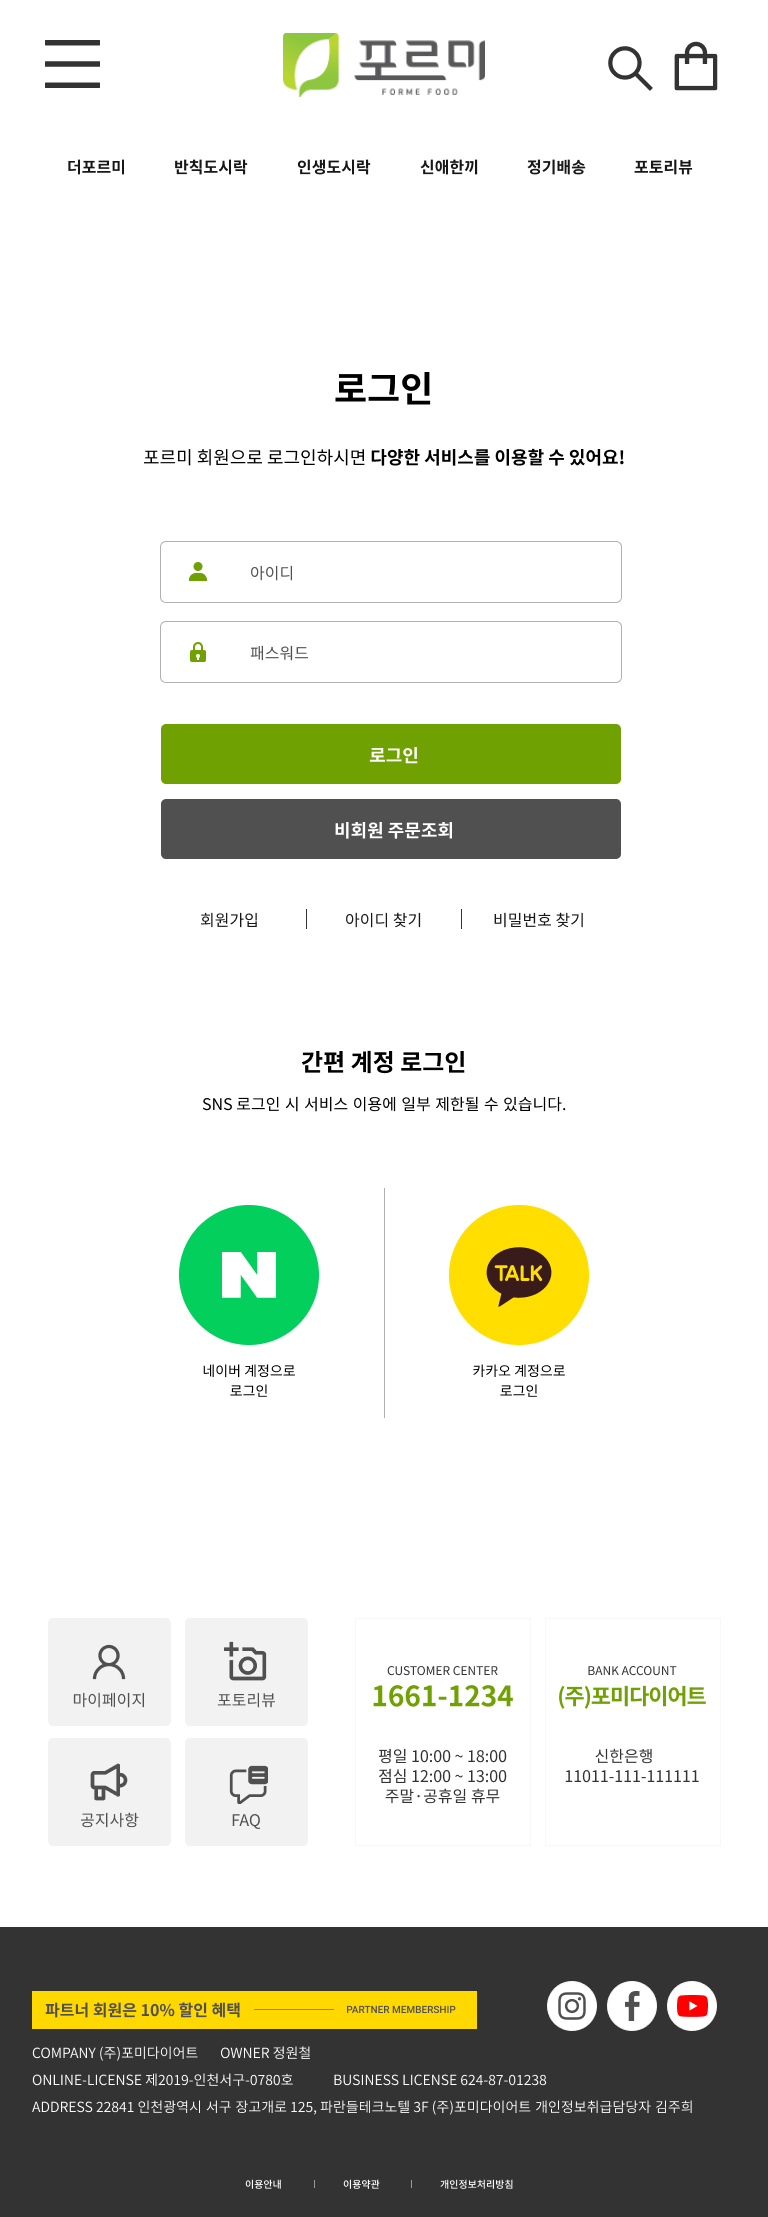 포르미
FORME FOOD
더포르미 반칙도시락 인생도시락 신애한끼 정기배송 포토리뷰
로그인
포르미 회원으로 로그인하시면 다양한 서비스를 이용할 수 있어요!
아이디
패스워드
로그인
비회원 주문조회
회원가입 아이디 찾기 비밀번호 찾기
간편 계정 로그인
SNS 로그인 시 서비스 이용에 일부 제한될 수 있습니다.
N
TALK
네이버 계정으로
로그인
카카오 계정으로
로그인
마이페이지
포토리뷰
공지사항
FAQ
CUSTOMER CENTER
1661-1234
평일 10:00 ~ 18:00
점심 12:00 ~ 13:00
주말·공휴일 휴무
BANK ACCOUNT
(주)포미다이어트
신한은행
11011-111-111111
파트너 회원은 10% 할인 혜택 PARTNER MEMBERSHIP
COMPANY (주)포미다이어트 OWNER 정원철
ONLINE-LICENSE 제2019-인천서구-0780호 BUSINESS LICENSE 624-87-01238
ADDRESS 22841 인천광역시 서구 장고개로 125, 파란들테크노텔 3F (주)포미다이어트 개인정보취급담당자 김주희
이용안내 이용약관 개인정보처리방침